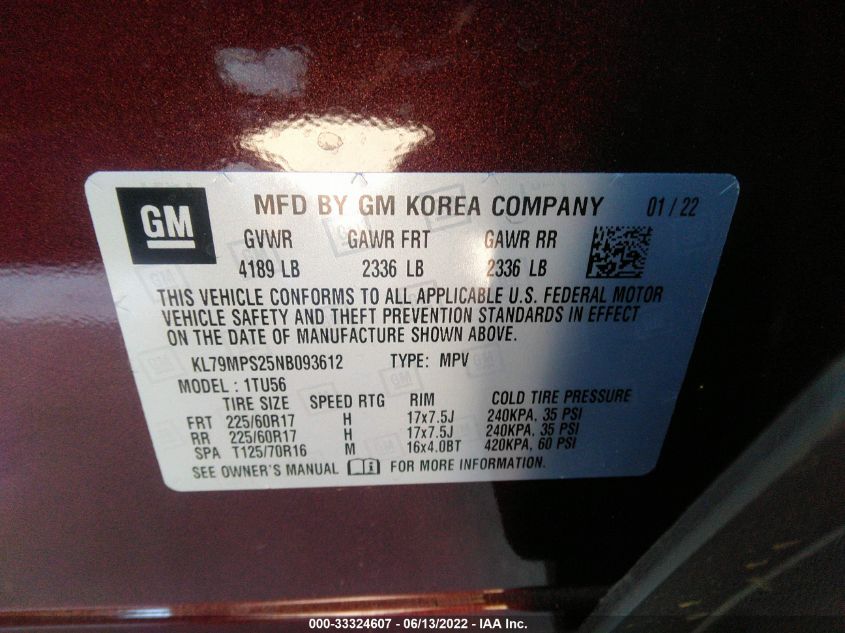 GM
MFD BY GM KOREA COMPANY 01 / 22
GVWR GAWR FRT GAWR RR
4189 LB 2336 LB 2336 LB
THIS VEHICLE CONFORMS TO ALL APPLICABLE U.S. FEDERAL MOTOR
VEHICLE SAFETY AND THEFT PREVENTION STANDARDS IN EFFECT
ON THE DATE OF MANUFACTURE SHOWN ABOVE.
KL79MPS25NB093612 TYPE: MPV
MODEL : 1TU56
TIRE SIZE SPEED RTG RIM COLD TIRE PRESSURE
FRT 225/60R17 H 17x7.5J 240KPA, 35 PSI
RR 225/60R17 H 17x7.5J 240KPA, 35 PSI
SPA T125/70R16 M 16x4.0BT 420KPA, 60 PSI
SEE OWNER'S MANUAL FOR MORE INFORMATION.
000-33324607 - 06/13/2022 - IAA Inc.